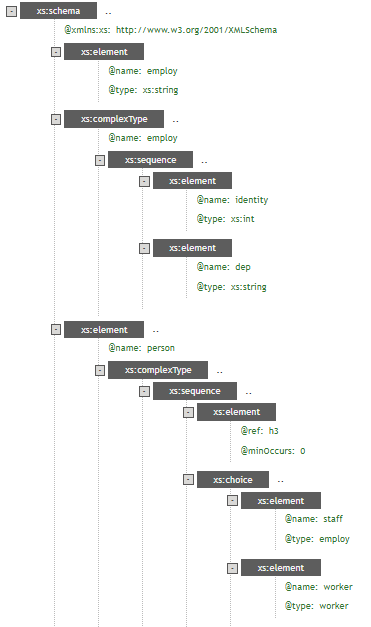 xs:schema ..
@xmlns:xs: http://www.w3.org/2001/XMLSchema
xs:element
@name: employ
@type: xs:string
xs:complexType ..
@name: employ
xs:sequence ..
xs:element
@name: identity
@type: xs:int
xs:element
@name: dep
@type: xs:string
xs:element ..
@name: person
xs:complexType ..
xs:sequence ..
xs:element
@ref: h3
@minOccurs: 0
xs:choice ..
xs:element
@name: staff
@type: employ
xs:element
@name: worker
@type: worker